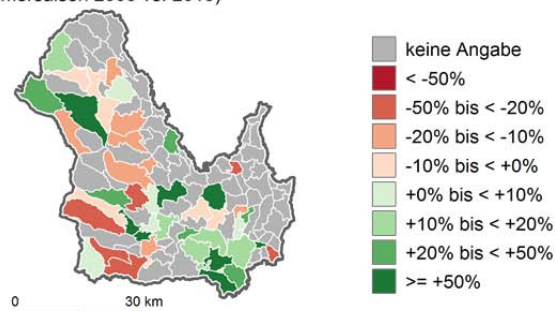 2019)
keine Angabe
< -50%
-50% bis < -20%
-20% bis < -10%
-10% bis < +0%
+0% bis < +10%
+10% bis < +20%
+20% bis < +50%
>= +50%
0 30 km